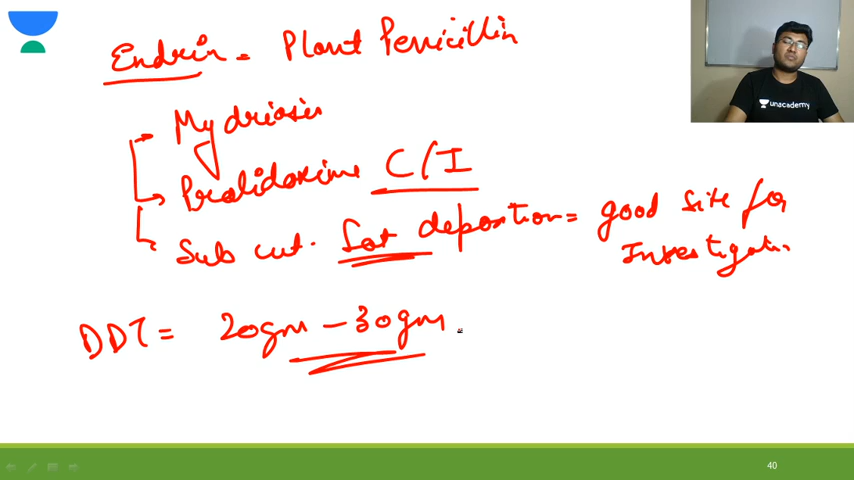 Endrin = Plant Penicillin
Mydriasis
Pralidoxime C/I
Sub cut. fat deposition = good site for
Investigation
DDT = 20gm - 30gm
unacademy
40